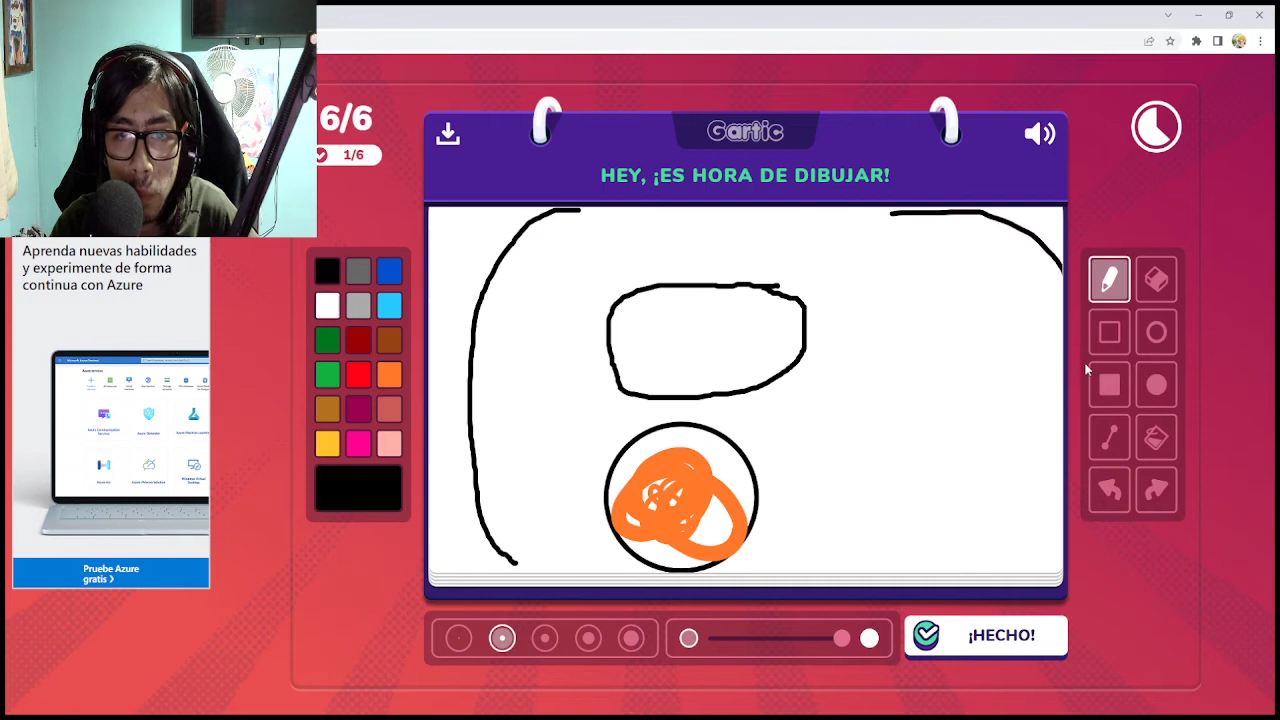 6/6
1/6
Gartic
HEY, ¡ES HORA DE DIBUJAR!
Aprenda nuevas habilidades
y experimente de forma
continua con Azure
Pruebe Azure
gratis
¡HECHO!